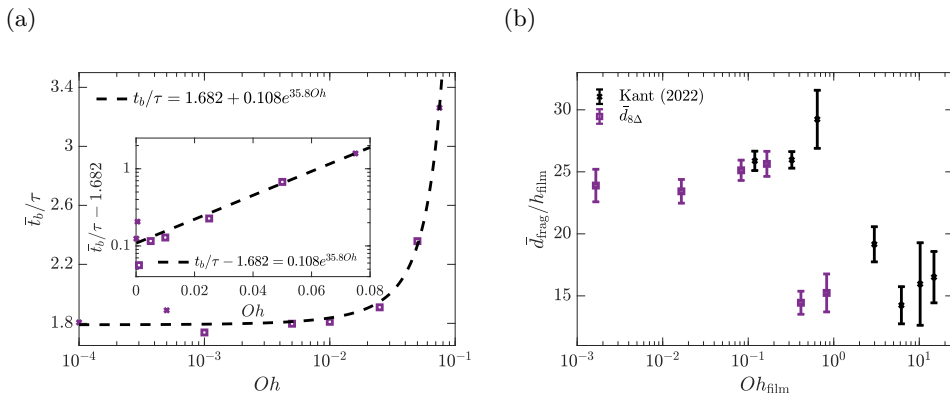 (a)
3.4
3
2.6
2.2
1.8
t̄_b/τ
10^{-4}
10^{-3}
10^{-2}
10^{-1}
Oh
t_b/τ = 1.682 + 0.108e^{35.8Oh}
1
0.1
t̄_b/τ − 1.682
0
0.02
0.04
0.06
0.08
Oh
t_b/τ − 1.682 = 0.108e^{35.8Oh}
(b)
30
25
20
15
d̄_frag/h_film
10^{-3}
10^{-2}
10^{-1}
10^0
10^1
Oh_film
Kant (2022)
d̄_{8Δ}